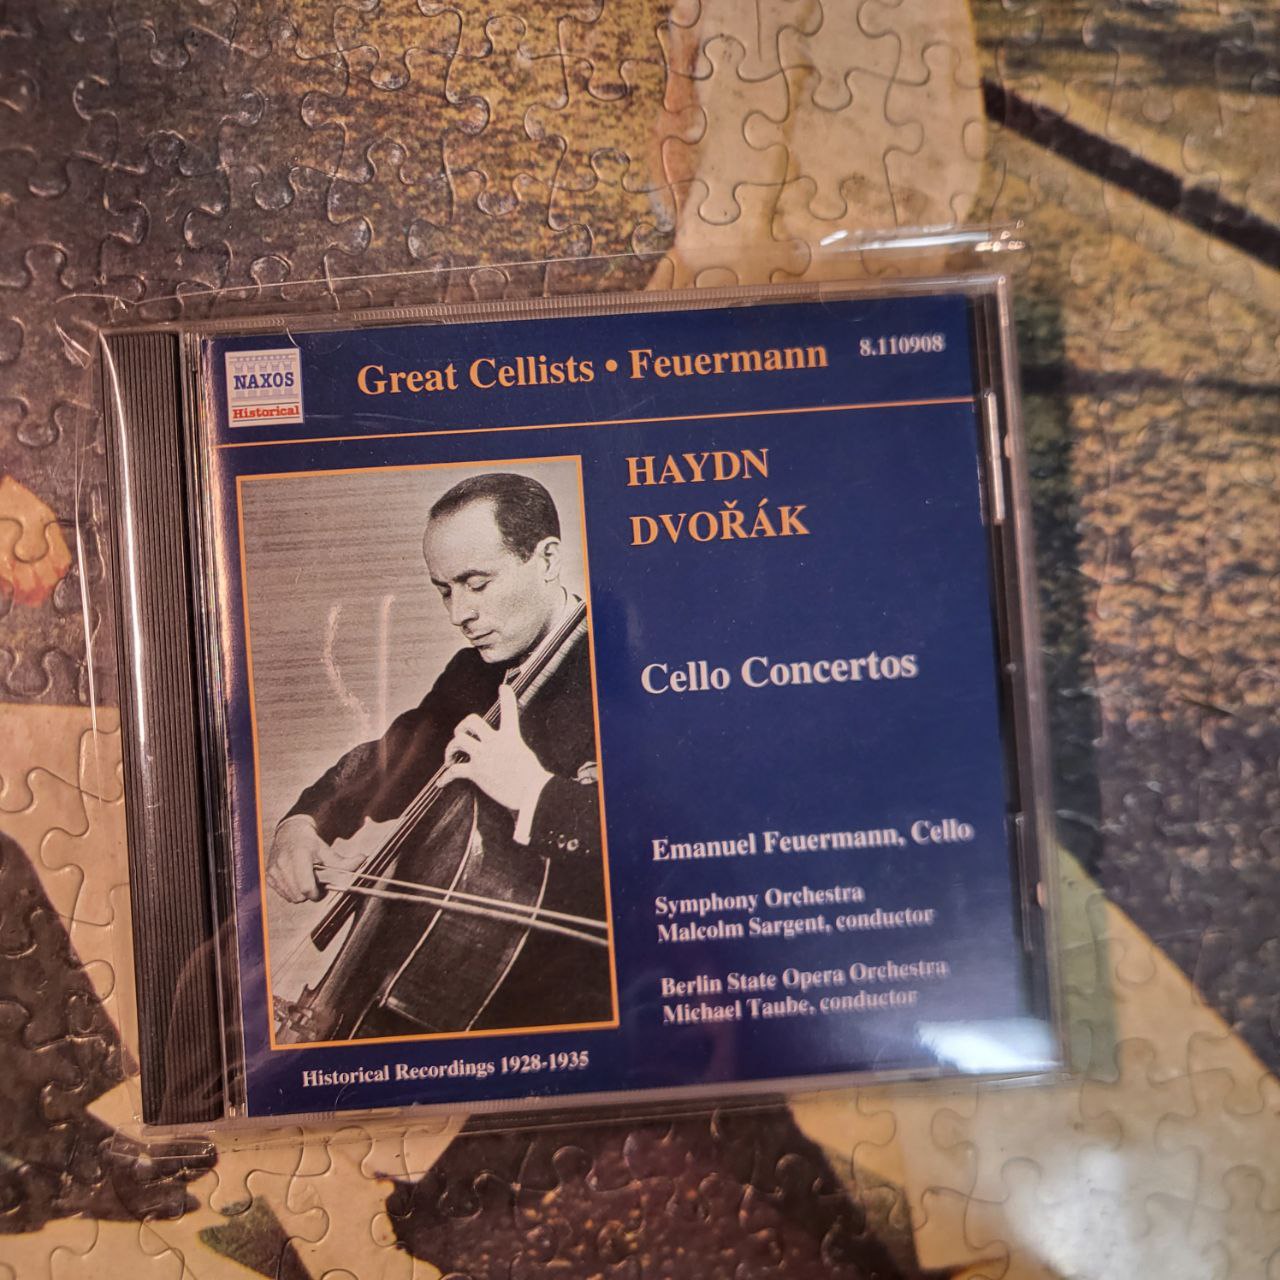 NAXOS
Historical
Great Cellists • Feuermann
8.110908
HAYDN
DVOŘÁK
Cello Concertos
Emanuel Feuermann, Cello
Symphony Orchestra
Malcolm Sargent, conductor
Berlin State Opera Orchestra
Michael Taube, conductor
Historical Recordings 1928-1935